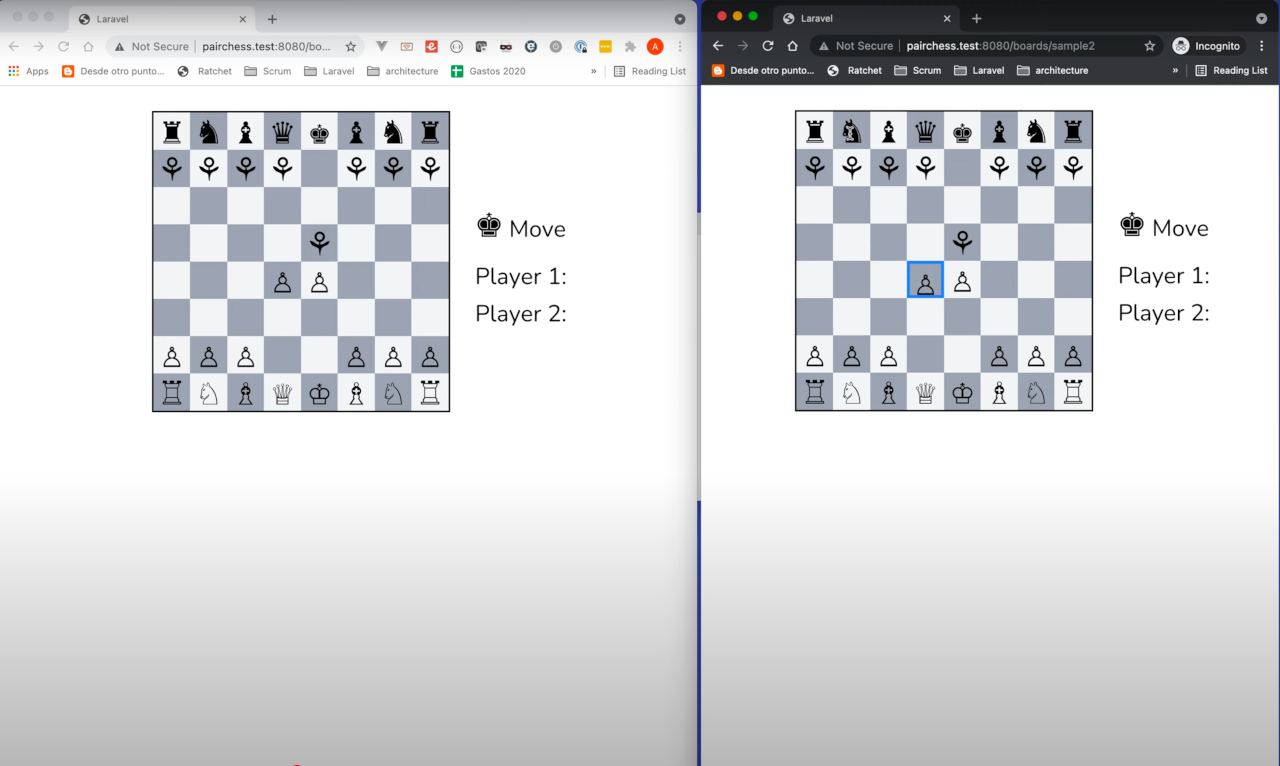 Laravel
Not Secure pairchess.test:8080/bo...
A
Apps Desde otro punto... Ratchet Scrum Laravel architecture Gastos 2020 » Reading List
Move
Player 1:
Player 2:
Laravel
Not Secure pairchess.test:8080/boards/sample2 Incognito
Desde otro punto... Ratchet Scrum Laravel architecture » Reading List
Move
Player 1:
Player 2: